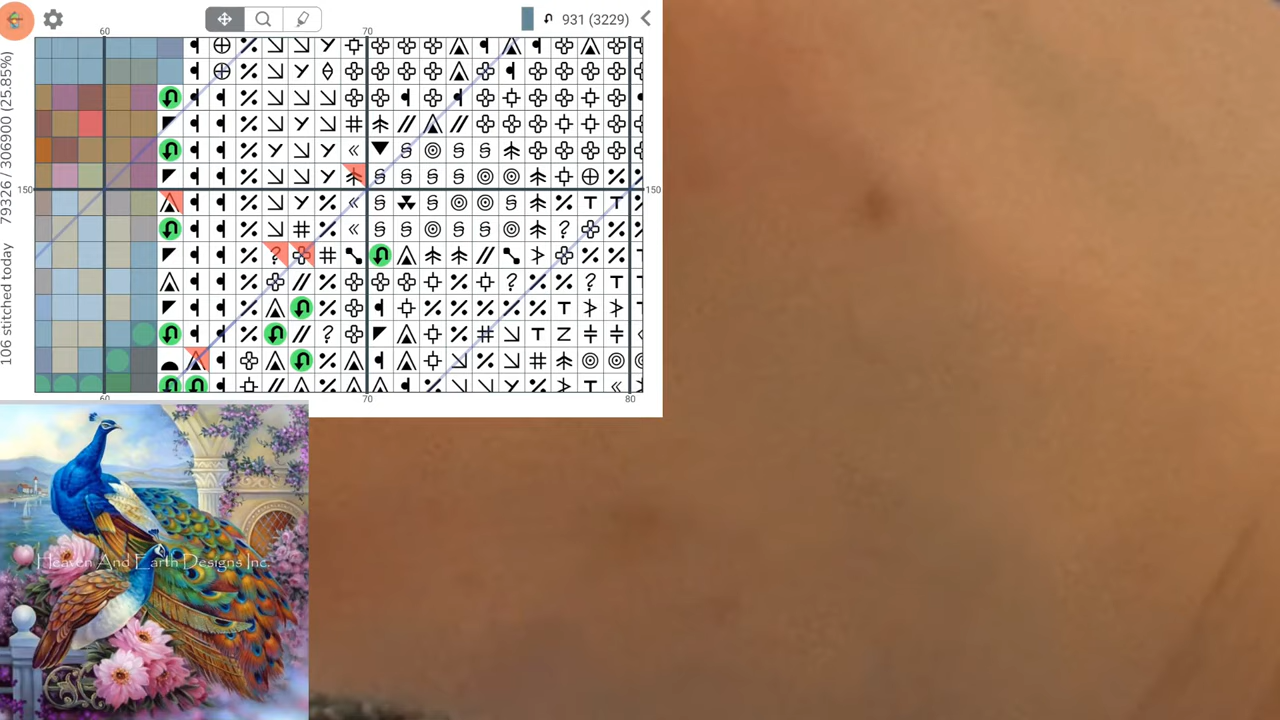 931 (3229)
60
70
150
150
60
70
80
106 stitched today
79326 / 306900 (25.85%)
Heaven And Earth Designs Inc.